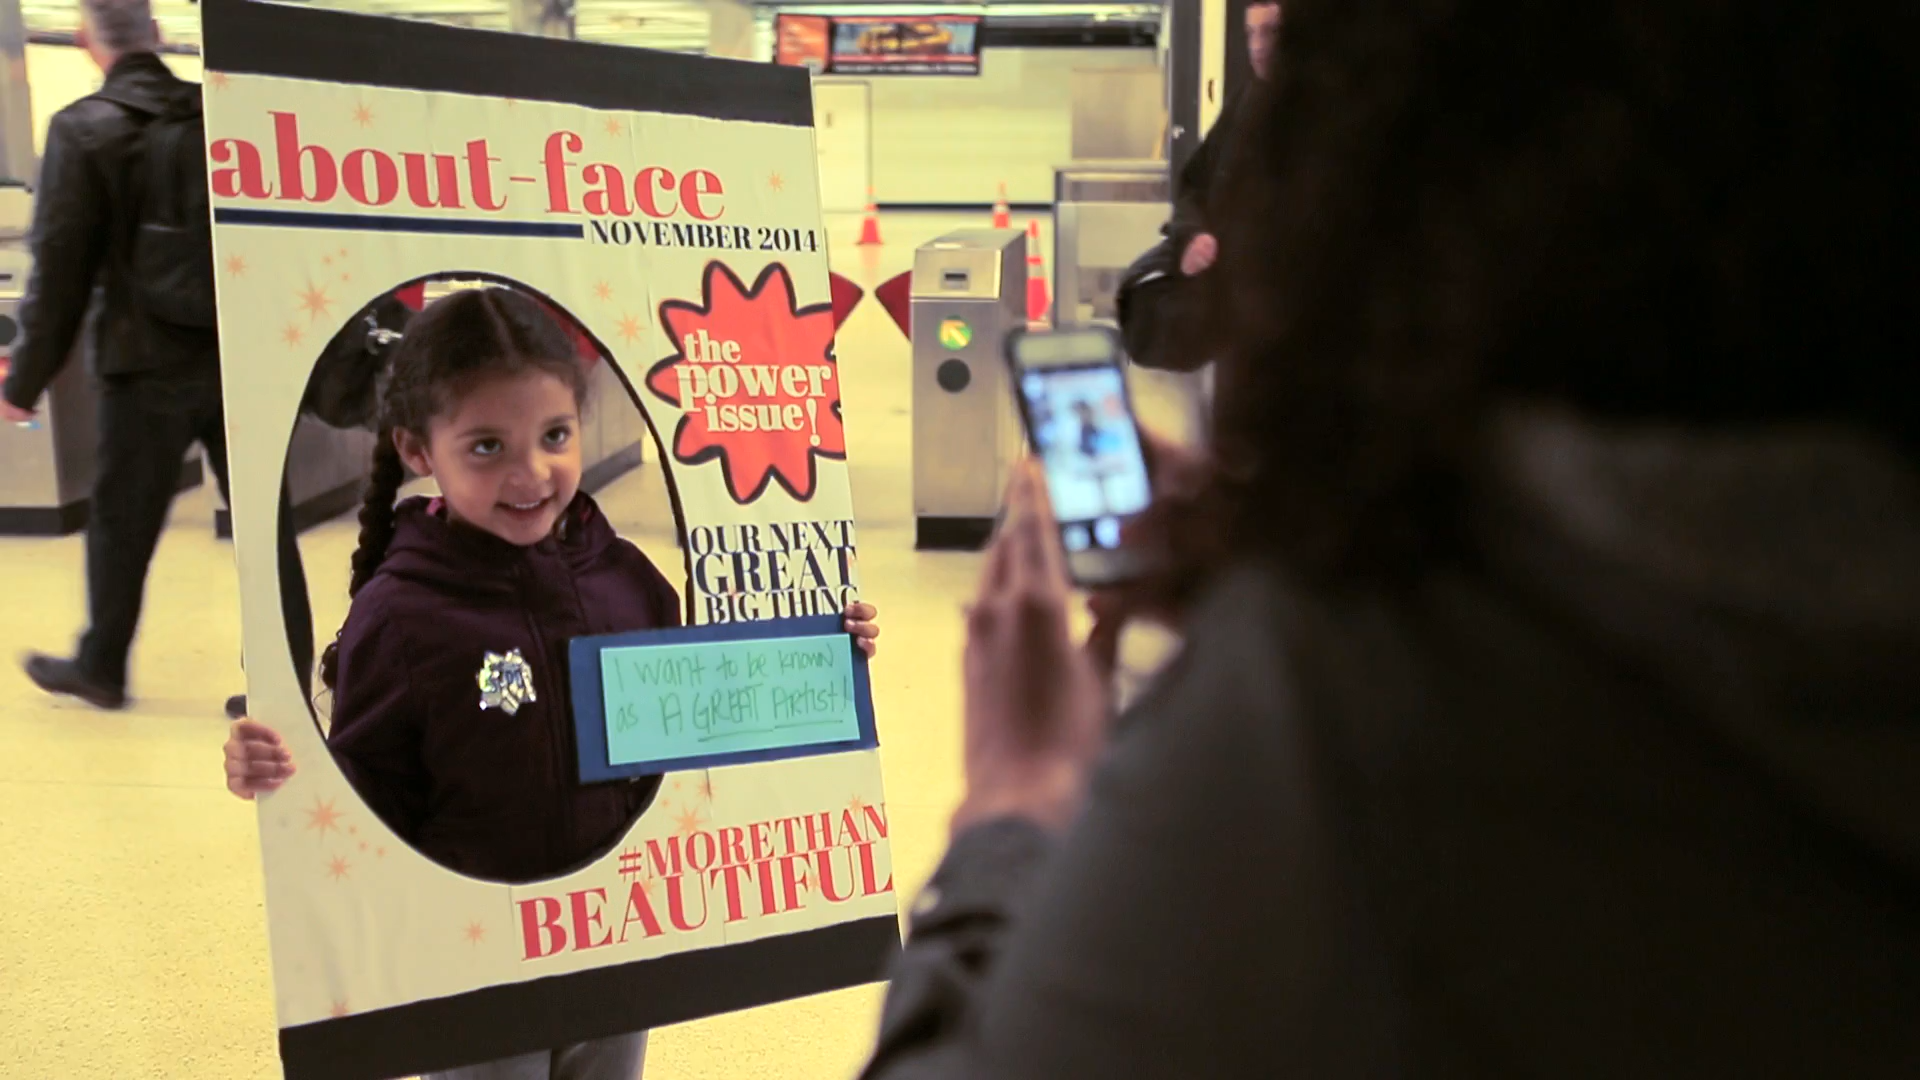 about-face
NOVEMBER 2014
the
power
issue!
OUR NEXT
GREAT
BIG THING
I want to be known
as A GREAT Artist!
#MORETHAN
BEAUTIFUL